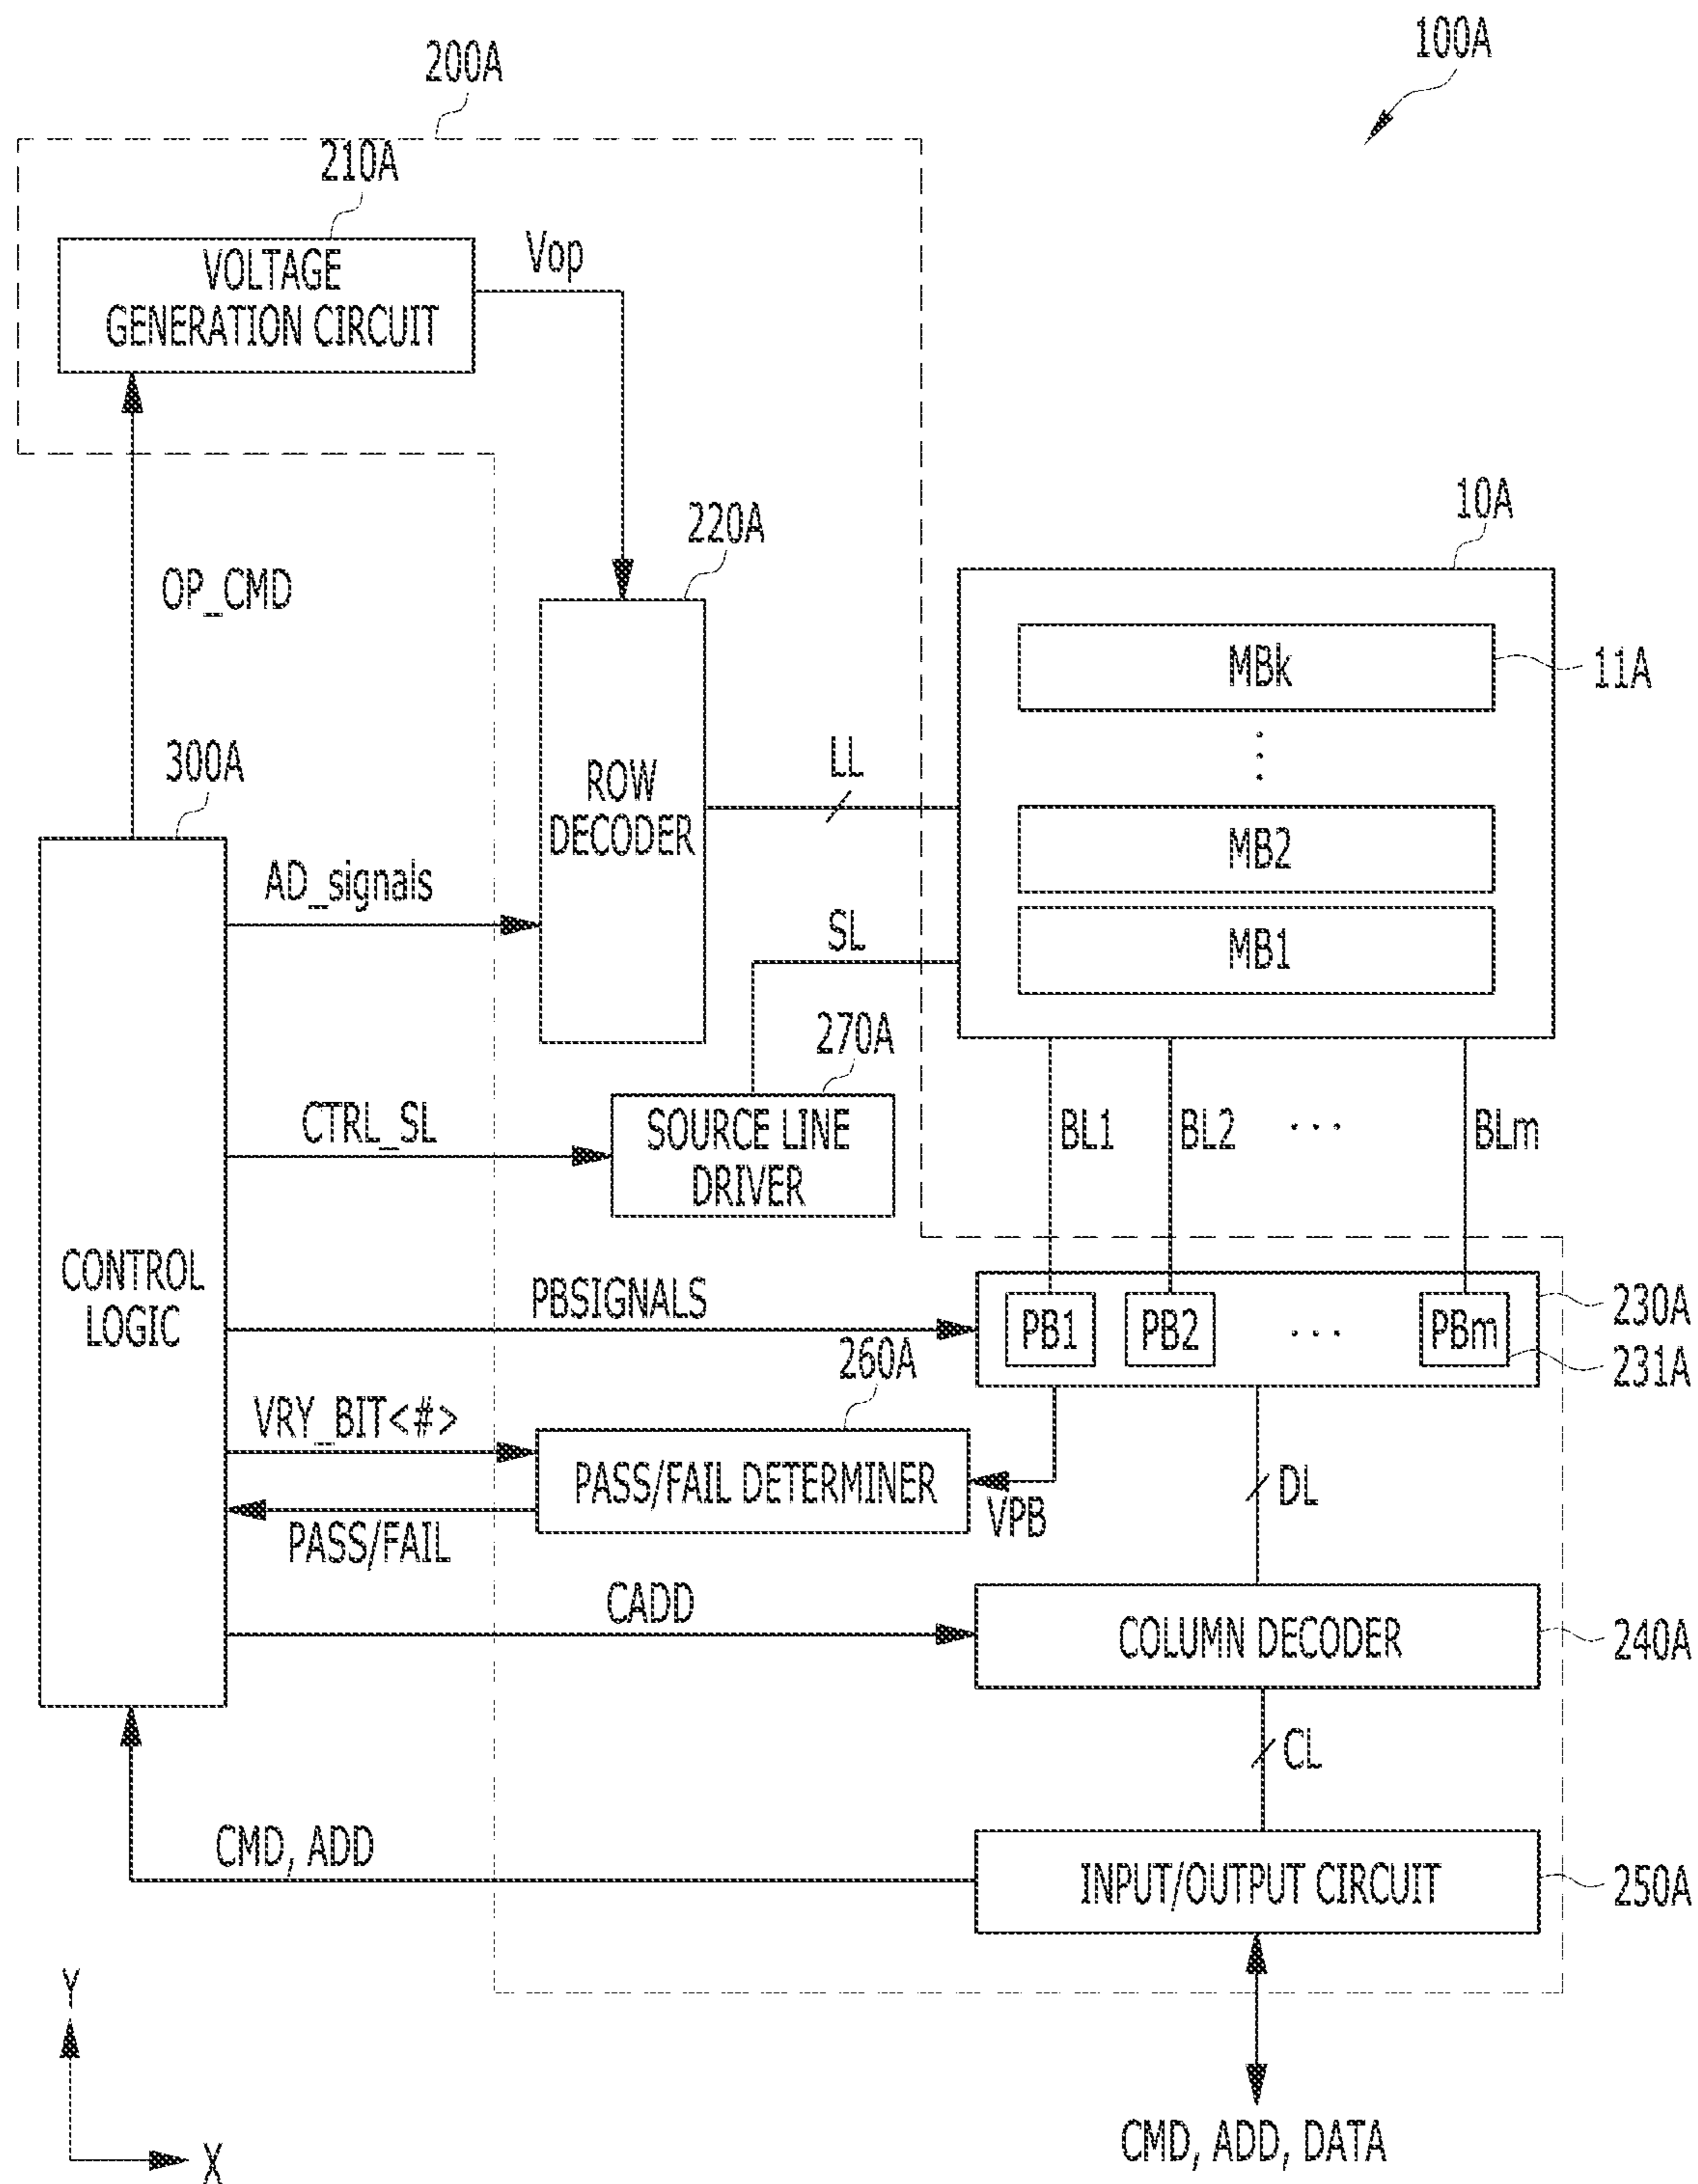 100A
200A
210A
VOLTAGE
GENERATION CIRCUIT
Vop
OP_CMD
220A
ROW
DECODER
10A
MBk
11A
MB2
MB1
LL
SL
300A
CONTROL
LOGIC
AD_signals
270A
CTRL_SL
SOURCE LINE
DRIVER
BL1
BL2
...
BLm
PBSIGNALS
PB1
PB2
...
PBm
230A
231A
260A
VRY_BIT<#>
PASS/FAIL DETERMINER
VPB
DL
PASS/FAIL
CADD
COLUMN DECODER
240A
CL
CMD, ADD
INPUT/OUTPUT CIRCUIT
250A
Y
X
CMD, ADD, DATA